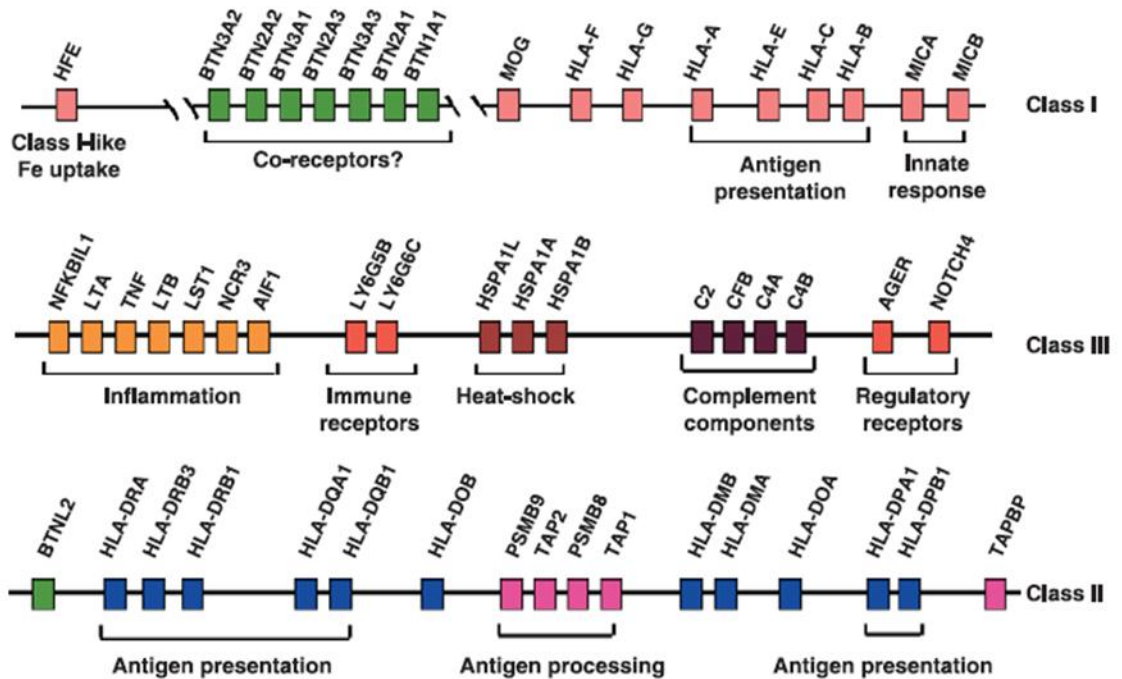 HFE
BTN3A2
BTN2A2
BTN3A1
BTN2A3
BTN3A3
BTN2A1
BTN1A1
MOG
HLA-F
HLA-G
HLA-A
HLA-E
HLA-C
HLA-B
MICA
MICB
Class I
Class Hike
Fe uptake
Co-receptors?
Antigen
presentation
Innate
response
NFKBIL1
LTA
TNF
LTB
LST1
NCR3
AIF1
LY6G5B
LY6G6C
HSPA1L
HSPA1A
HSPA1B
C2
CFB
C4A
C4B
AGER
NOTCH4
Class III
Inflammation
Immune
receptors
Heat-shock
Complement
components
Regulatory
receptors
BTNL2
HLA-DRA
HLA-DRB3
HLA-DRB1
HLA-DQA1
HLA-DQB1
HLA-DOB
PSMB9
TAP2
PSMB8
TAP1
HLA-DMB
HLA-DMA
HLA-DOA
HLA-DPA1
HLA-DPB1
TAPBP
Class II
Antigen presentation
Antigen processing
Antigen presentation